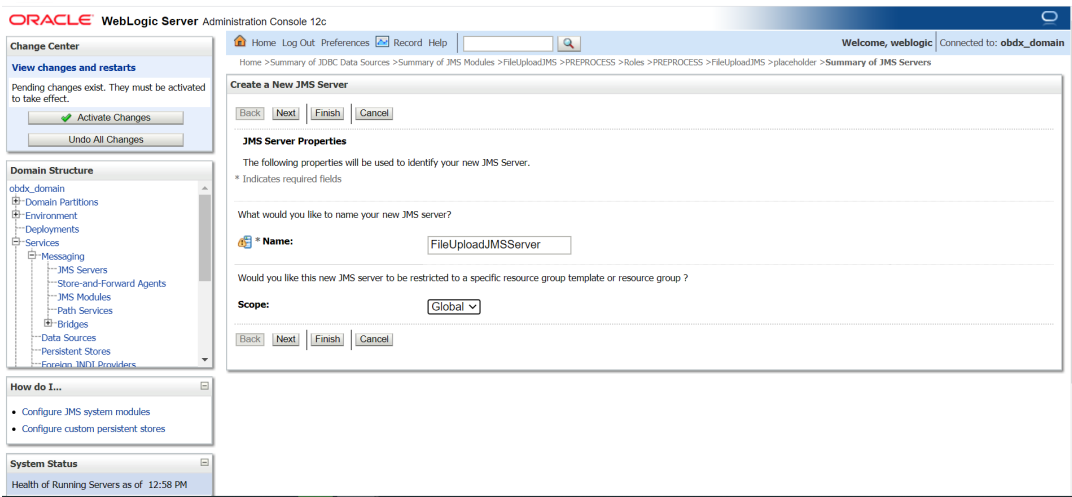 ORACLE WebLogic Server Administration Console 12c
Change Center
View changes and restarts
Pending changes exist. They must be activated
to take effect.
Activate Changes
Undo All Changes
Domain Structure
obdx_domain
Domain Partitions
Environment
Deployments
Services
Messaging
JMS Servers
Store-and-Forward Agents
JMS Modules
Path Services
Bridges
Data Sources
Persistent Stores
Foreign JNDI Providers
How do I...
Configure JMS system modules
Configure custom persistent stores
System Status
Health of Running Servers as of 12:58 PM
Home Log Out Preferences Record Help
Welcome, weblogic Connected to: obdx_domain
Home >Summary of JDBC Data Sources >Summary of JMS Modules >FileUploadJMS >PREPROCESS >Roles >PREPROCESS >FileUploadJMS >placeholder >Summary of JMS Servers
Create a New JMS Server
Back Next Finish Cancel
JMS Server Properties
The following properties will be used to identify your new JMS Server.
* Indicates required fields
What would you like to name your new JMS server?
* Name: FileUploadJMSServer
Would you like this new JMS server to be restricted to a specific resource group template or resource group ?
Scope: Global
Back Next Finish Cancel